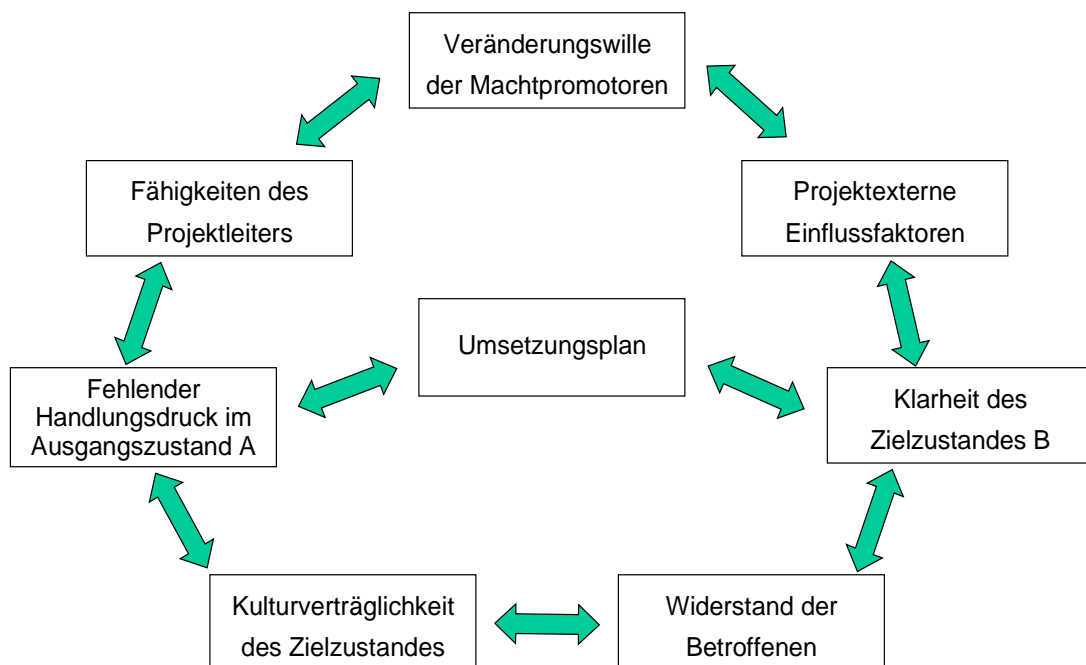 Veränderungswille
der Machtpromotoren
Fähigkeiten des
Projektleiters
Projektexterne
Einflussfaktoren
Umsetzungsplan
Fehlender
Handlungsdruck im
Ausgangszustand A
Klarheit des
Zielzustandes B
Kulturverträglichkeit
des Zielzustandes
Widerstand der
Betroffenen